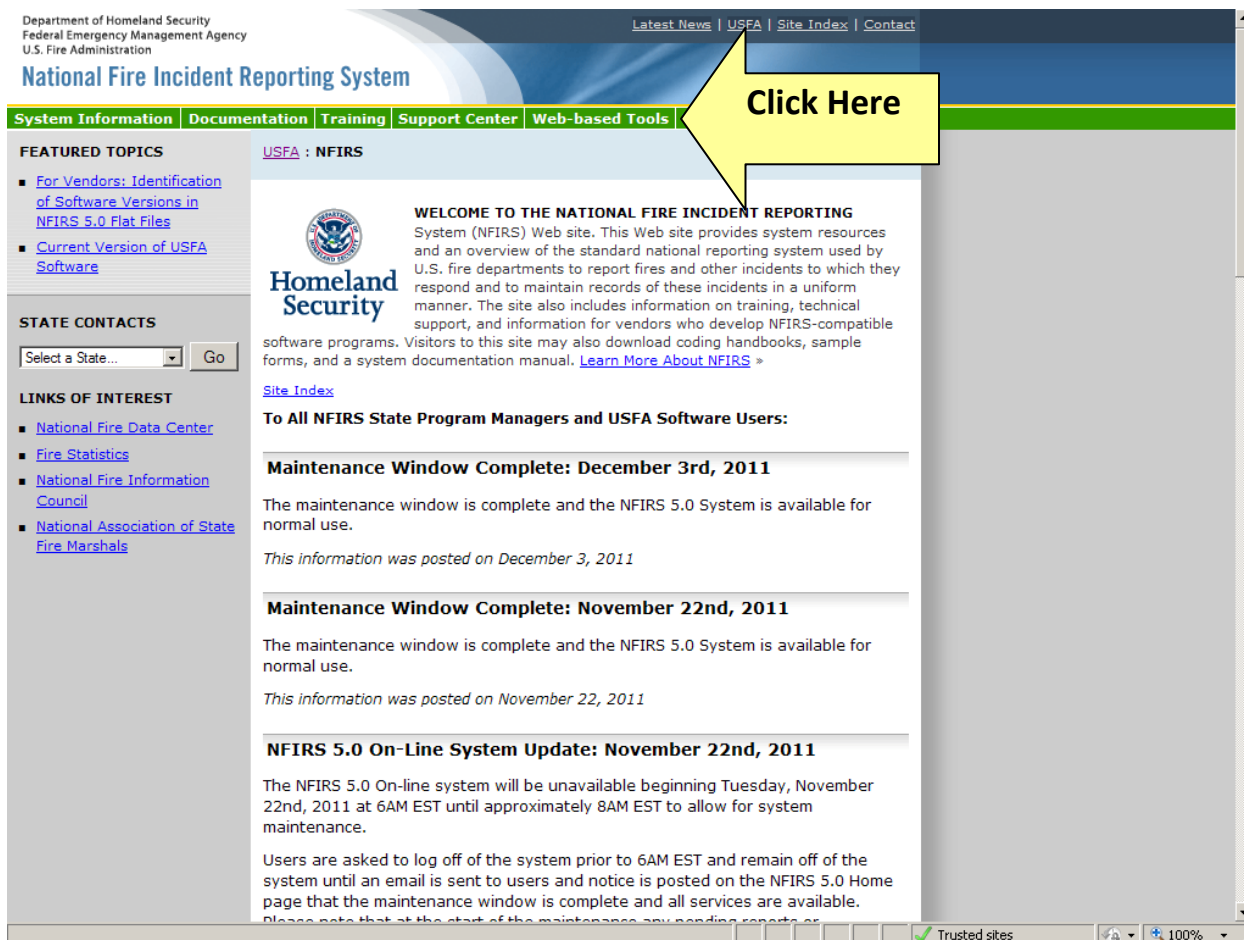 Department of Homeland Security
Federal Emergency Management Agency
U.S. Fire Administration
National Fire Incident Reporting System
Latest News | USFA | Site Index | Contact
Click Here
System Information | Documentation | Training | Support Center | Web-based Tools
FEATURED TOPICS
For Vendors: Identification
of Software Versions in
NFIRS 5.0 Flat Files
Current Version of USFA
Software
STATE CONTACTS
Select a State... Go
LINKS OF INTEREST
National Fire Data Center
Fire Statistics
National Fire Information
Council
National Association of State
Fire Marshals
USFA : NFIRS
Homeland
Security
WELCOME TO THE NATIONAL FIRE INCIDENT REPORTING
System (NFIRS) Web site. This Web site provides system resources
and an overview of the standard national reporting system used by
U.S. fire departments to report fires and other incidents to which they
respond and to maintain records of these incidents in a uniform
manner. The site also includes information on training, technical
support, and information for vendors who develop NFIRS-compatible
software programs. Visitors to this site may also download coding handbooks, sample
forms, and a system documentation manual. Learn More About NFIRS »
Site Index
To All NFIRS State Program Managers and USFA Software Users:
Maintenance Window Complete: December 3rd, 2011
The maintenance window is complete and the NFIRS 5.0 System is available for
normal use.
This information was posted on December 3, 2011
Maintenance Window Complete: November 22nd, 2011
The maintenance window is complete and the NFIRS 5.0 System is available for
normal use.
This information was posted on November 22, 2011
NFIRS 5.0 On-Line System Update: November 22nd, 2011
The NFIRS 5.0 On-line system will be unavailable beginning Tuesday, November
22nd, 2011 at 6AM EST until approximately 8AM EST to allow for system
maintenance.
Users are asked to log off of the system prior to 6AM EST and remain off of the
system until an email is sent to users and notice is posted on the NFIRS 5.0 Home
page that the maintenance window is complete and all services are available.
Please note that at the start of the maintenance any pending reports or
Trusted sites
100%